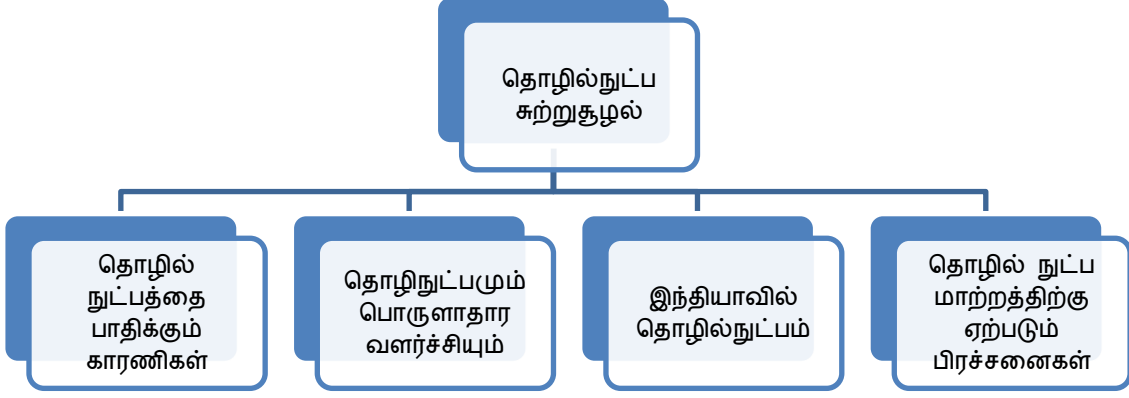 தொழில்நுட்ப
சுற்றுசூழல்
தொழில்
நுட்பத்தை
பாதிக்கும்
காரணிகள்
தொழிநுட்பமும்
பொருளாதார
வளர்ச்சியும்
இந்தியாவில்
தொழில்நுட்பம்
தொழில் நுட்ப
மாற்றத்திற்கு
ஏற்படும்
பிரச்சனைகள்